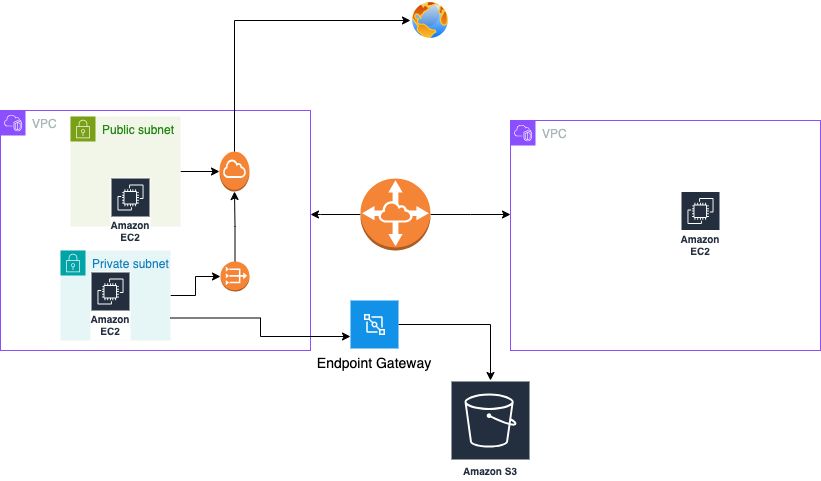 VPC
Public subnet
VPC
Amazon
EC2
Amazon
EC2
Private subnet
Amazon
EC2
Endpoint Gateway
Amazon S3